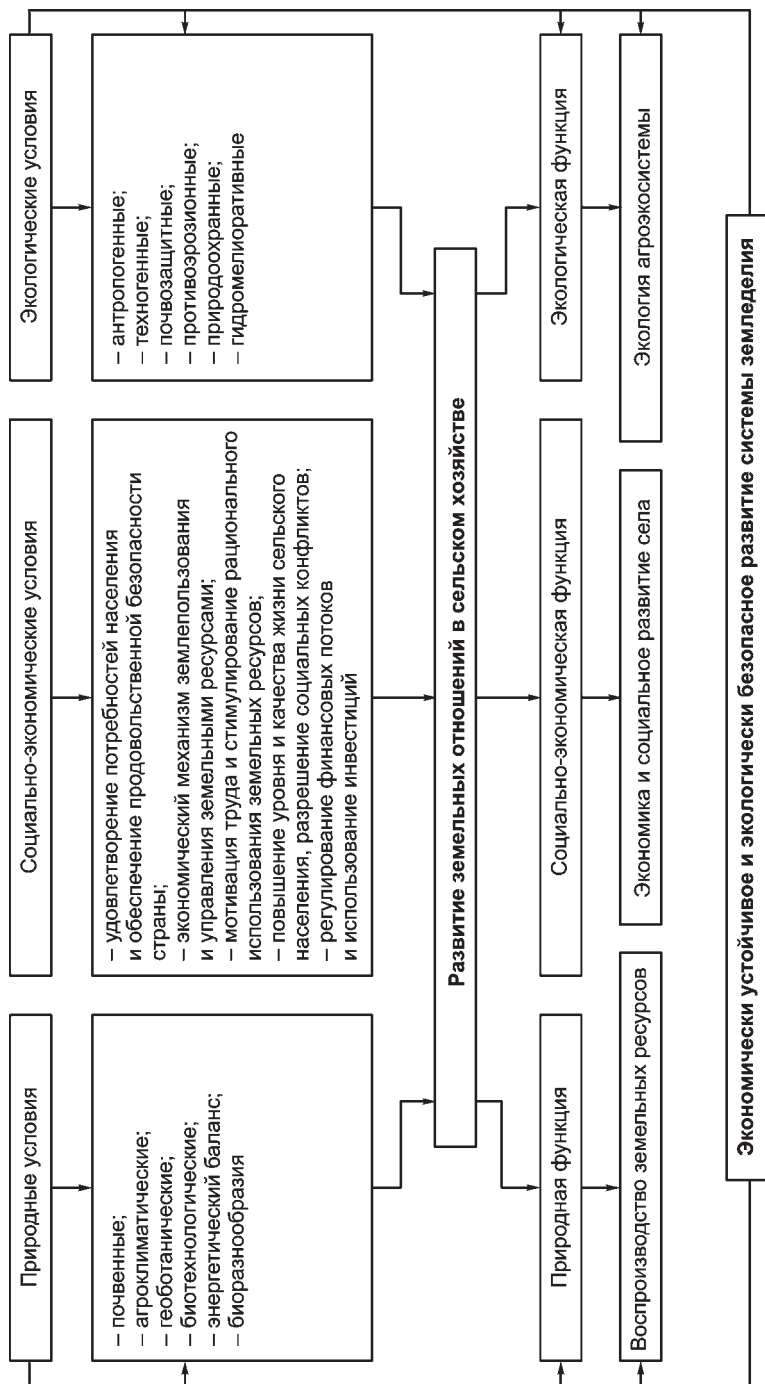 Природные условия
– почвенные;
– агроклиматические;
– геоботанические;
– биотехнологические;
– энергетический баланс;
– биоразнообразия
Социально-экономические условия
– удовлетворение потребностей населения
и обеспечение продовольственной безопасности
страны;
– экономический механизм землепользования
и управления земельными ресурсами;
– мотивация труда и стимулирование рационального
использования земельных ресурсов;
– повышение уровня и качества жизни сельского
населения, разрешение социальных конфликтов;
– регулирование финансовых потоков
и использование инвестиций
Экологические условия
– антропогенные;
– техногенные;
– почвозащитные;
– противоэрозионные;
– природоохранные;
– гидромелиоративные
Развитие земельных отношений в сельском хозяйстве
Природная функция
Социально-экономическая функция
Экологическая функция
Воспроизводство земельных ресурсов
Экономика и социальное развитие села
Экология агроэкосистемы
Экономически устойчивое и экологически безопасное развитие системы земледелия